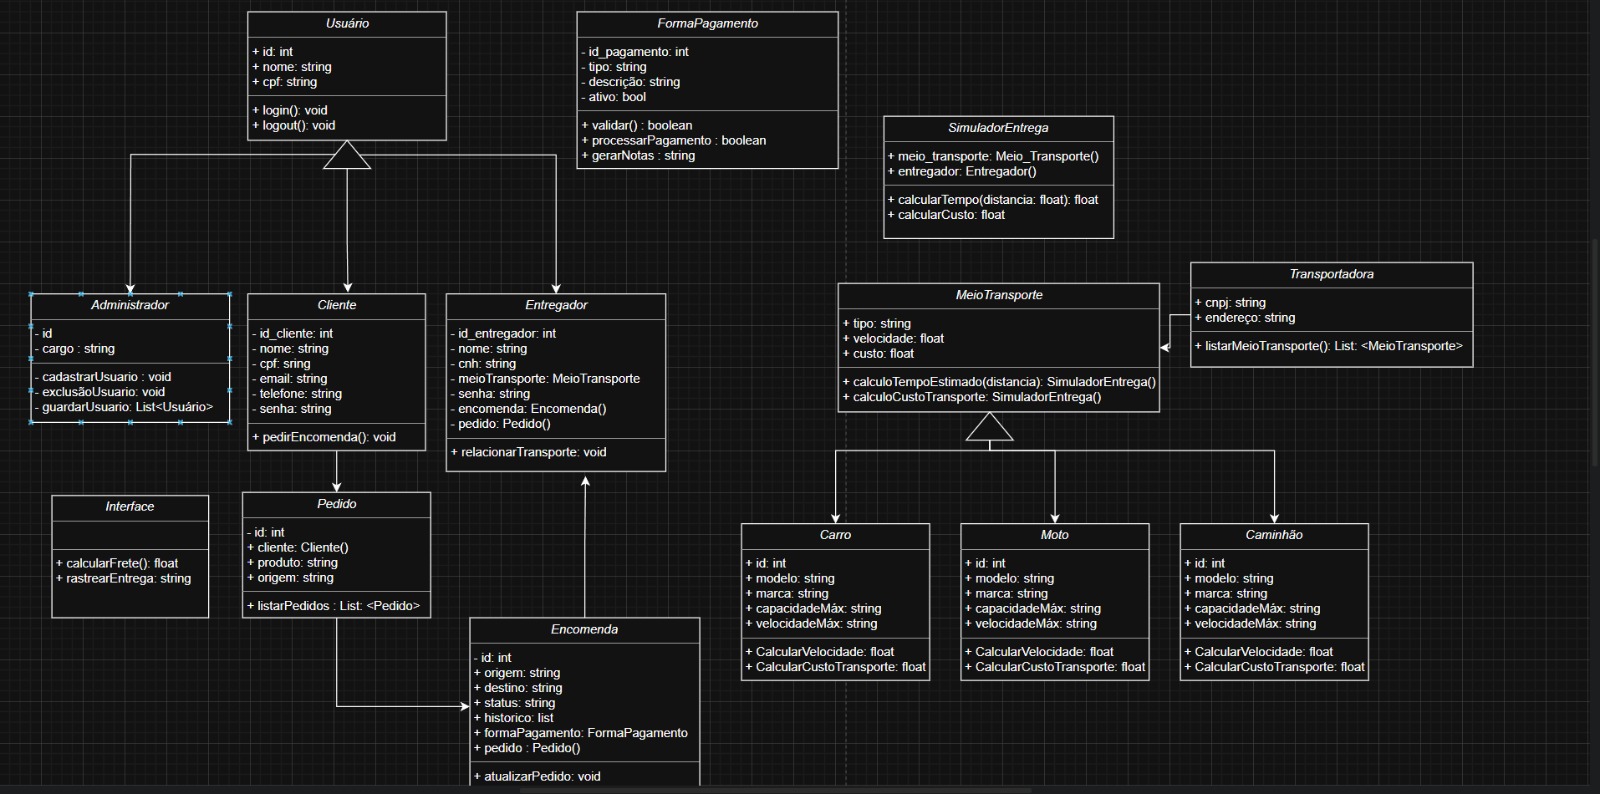 Usuário
+ id: int
+ nome: string
+ cpf: string
+ login(): void
+ logout(): void
FormaPagamento
- id_pagamento: int
- tipo: string
- descrição: string
- ativo: bool
+ validar() : boolean
+ processarPagamento : boolean
+ gerarNotas : string
SimuladorEntrega
+ meio_transporte: Meio_Transporte()
+ entregador: Entregador()
+ calcularTempo(distancia: float): float
+ calcularCusto: float
Administrador
- id
- cargo : string
- cadastrarUsuario : void
- exclusãoUsuario: void
- guardarUsuario: List<Usuário>
Cliente
- id_cliente: int
- nome: string
- cpf: sring
- email: string
- telefone: string
- senha: string
+ pedirEncomenda(): void
Entregador
- id_entregador: int
- nome: string
- cnh: string
- meioTransporte: MeioTransporte
- senha: string
- encomenda: Encomenda()
- pedido: Pedido()
+ relacionarTransporte: void
MeioTransporte
+ tipo: string
+ velocidade: float
+ custo: float
+ calculoTempoEstimado(distancia): SimuladorEntrega()
+ calculoCustoTransporte: SimuladorEntrega()
Transportadora
+ cnpj: string
+ endereço: string
+ listarMeioTransporte(): List: <MeioTransporte>
Interface
+ calcularFrete(): float
+ rastrearEntrega: string
Pedido
- id: int
+ cliente: Cliente()
+ produto: string
+ origem: string
+ listarPedidos : List: <Pedido>
Encomenda
- id: int
+ origem: string
+ destino: string
+ status: string
+ historico: list
+ formaPagamento: FormaPagamento
+ pedido : Pedido()
+ atualizarPedido: void
Carro
+ id: int
+ modelo: string
+ marca: string
+ capacidadeMáx: string
+ velocidadeMáx: string
+ CalcularVelocidade: float
+ CalcularCustoTransporte: float
Moto
+ id: int
+ modelo: string
+ marca: string
+ capacidadeMáx: string
+ velocidadeMáx: string
+ CalcularVelocidade: float
+ CalcularCustoTransporte: float
Caminhão
+ id: int
+ modelo: string
+ marca: string
+ capacidadeMáx: string
+ velocidadeMáx: string
+ CalcularVelocidade: float
+ CalcularCustoTransporte: float